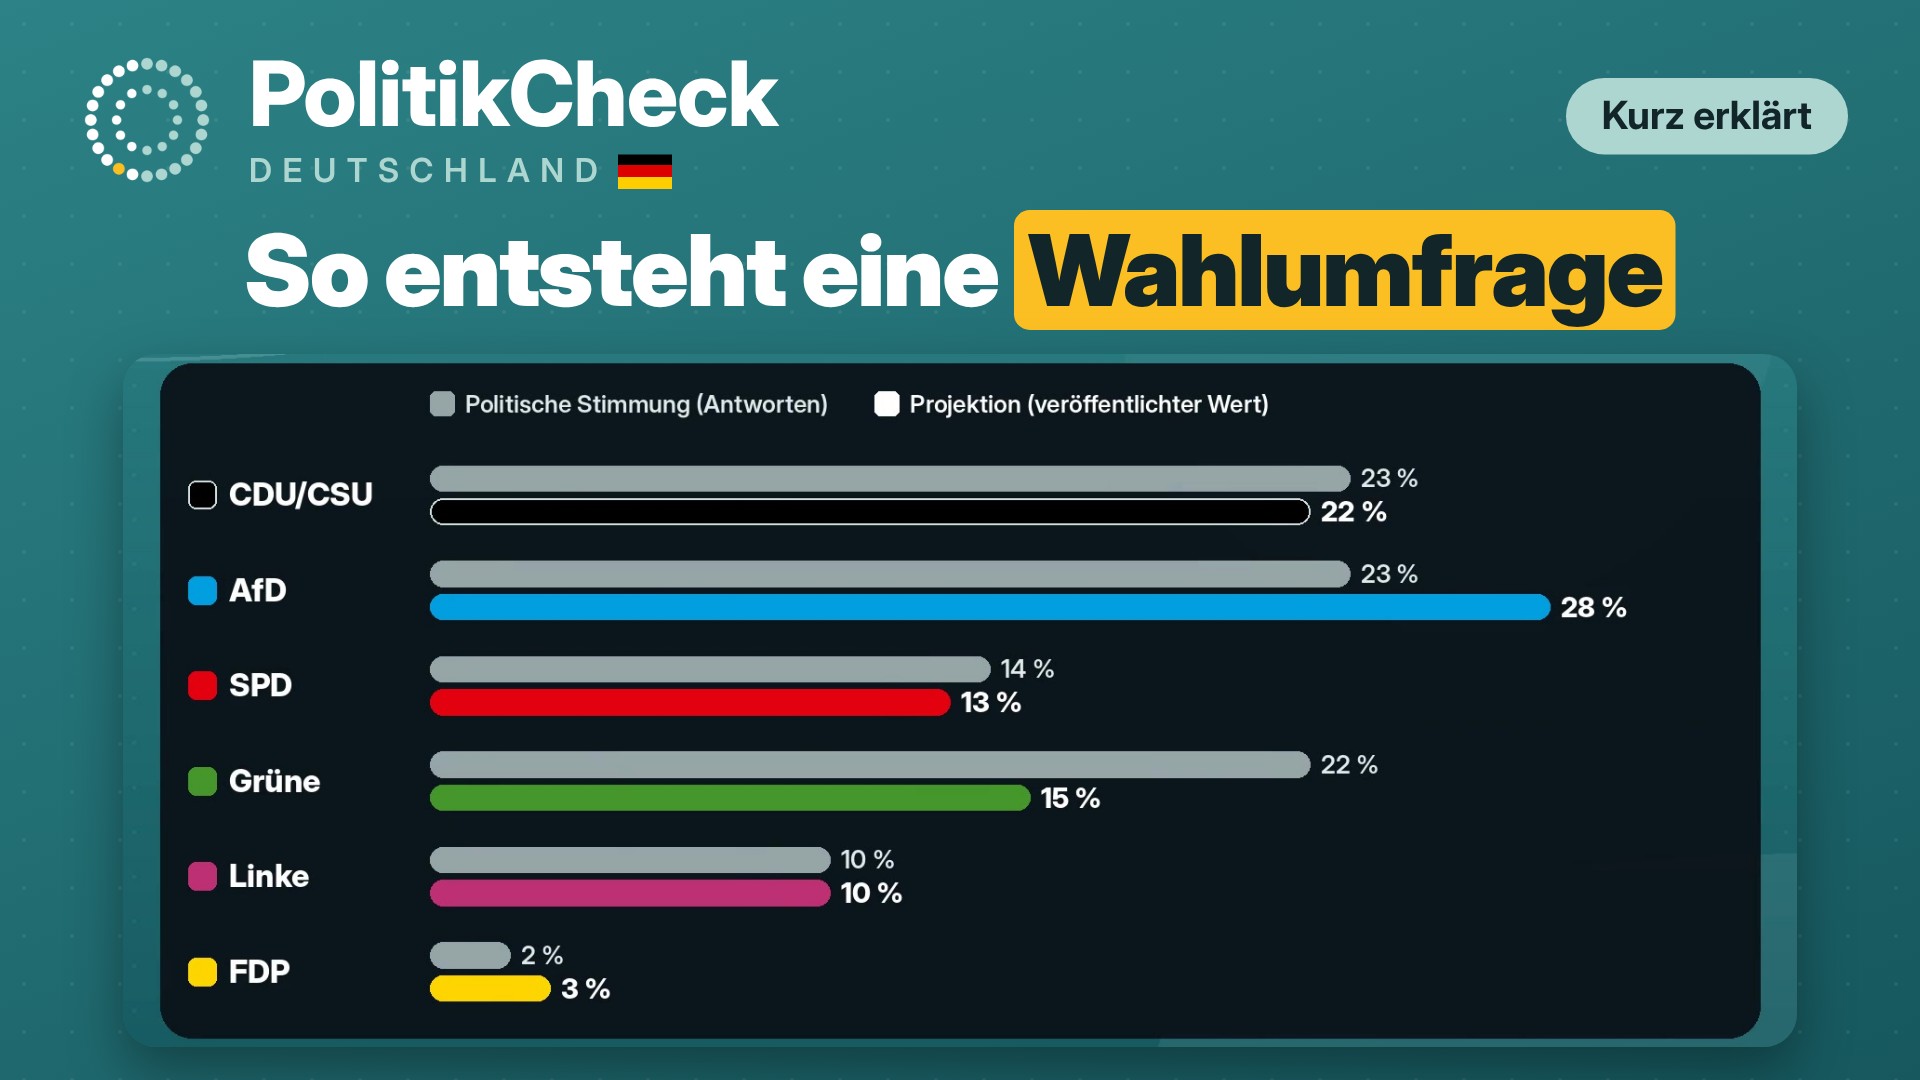 PolitikCheck
DEUTSCHLAND
Kurz erklärt
So entsteht eine Wahlumfrage
Politische Stimmung (Antworten) Projektion (veröffentlichter Wert)
CDU/CSU
23 %
22 %
AfD
23 %
28 %
SPD
14 %
13 %
Grüne
22 %
15 %
Linke
10 %
10 %
FDP
2 %
3 %